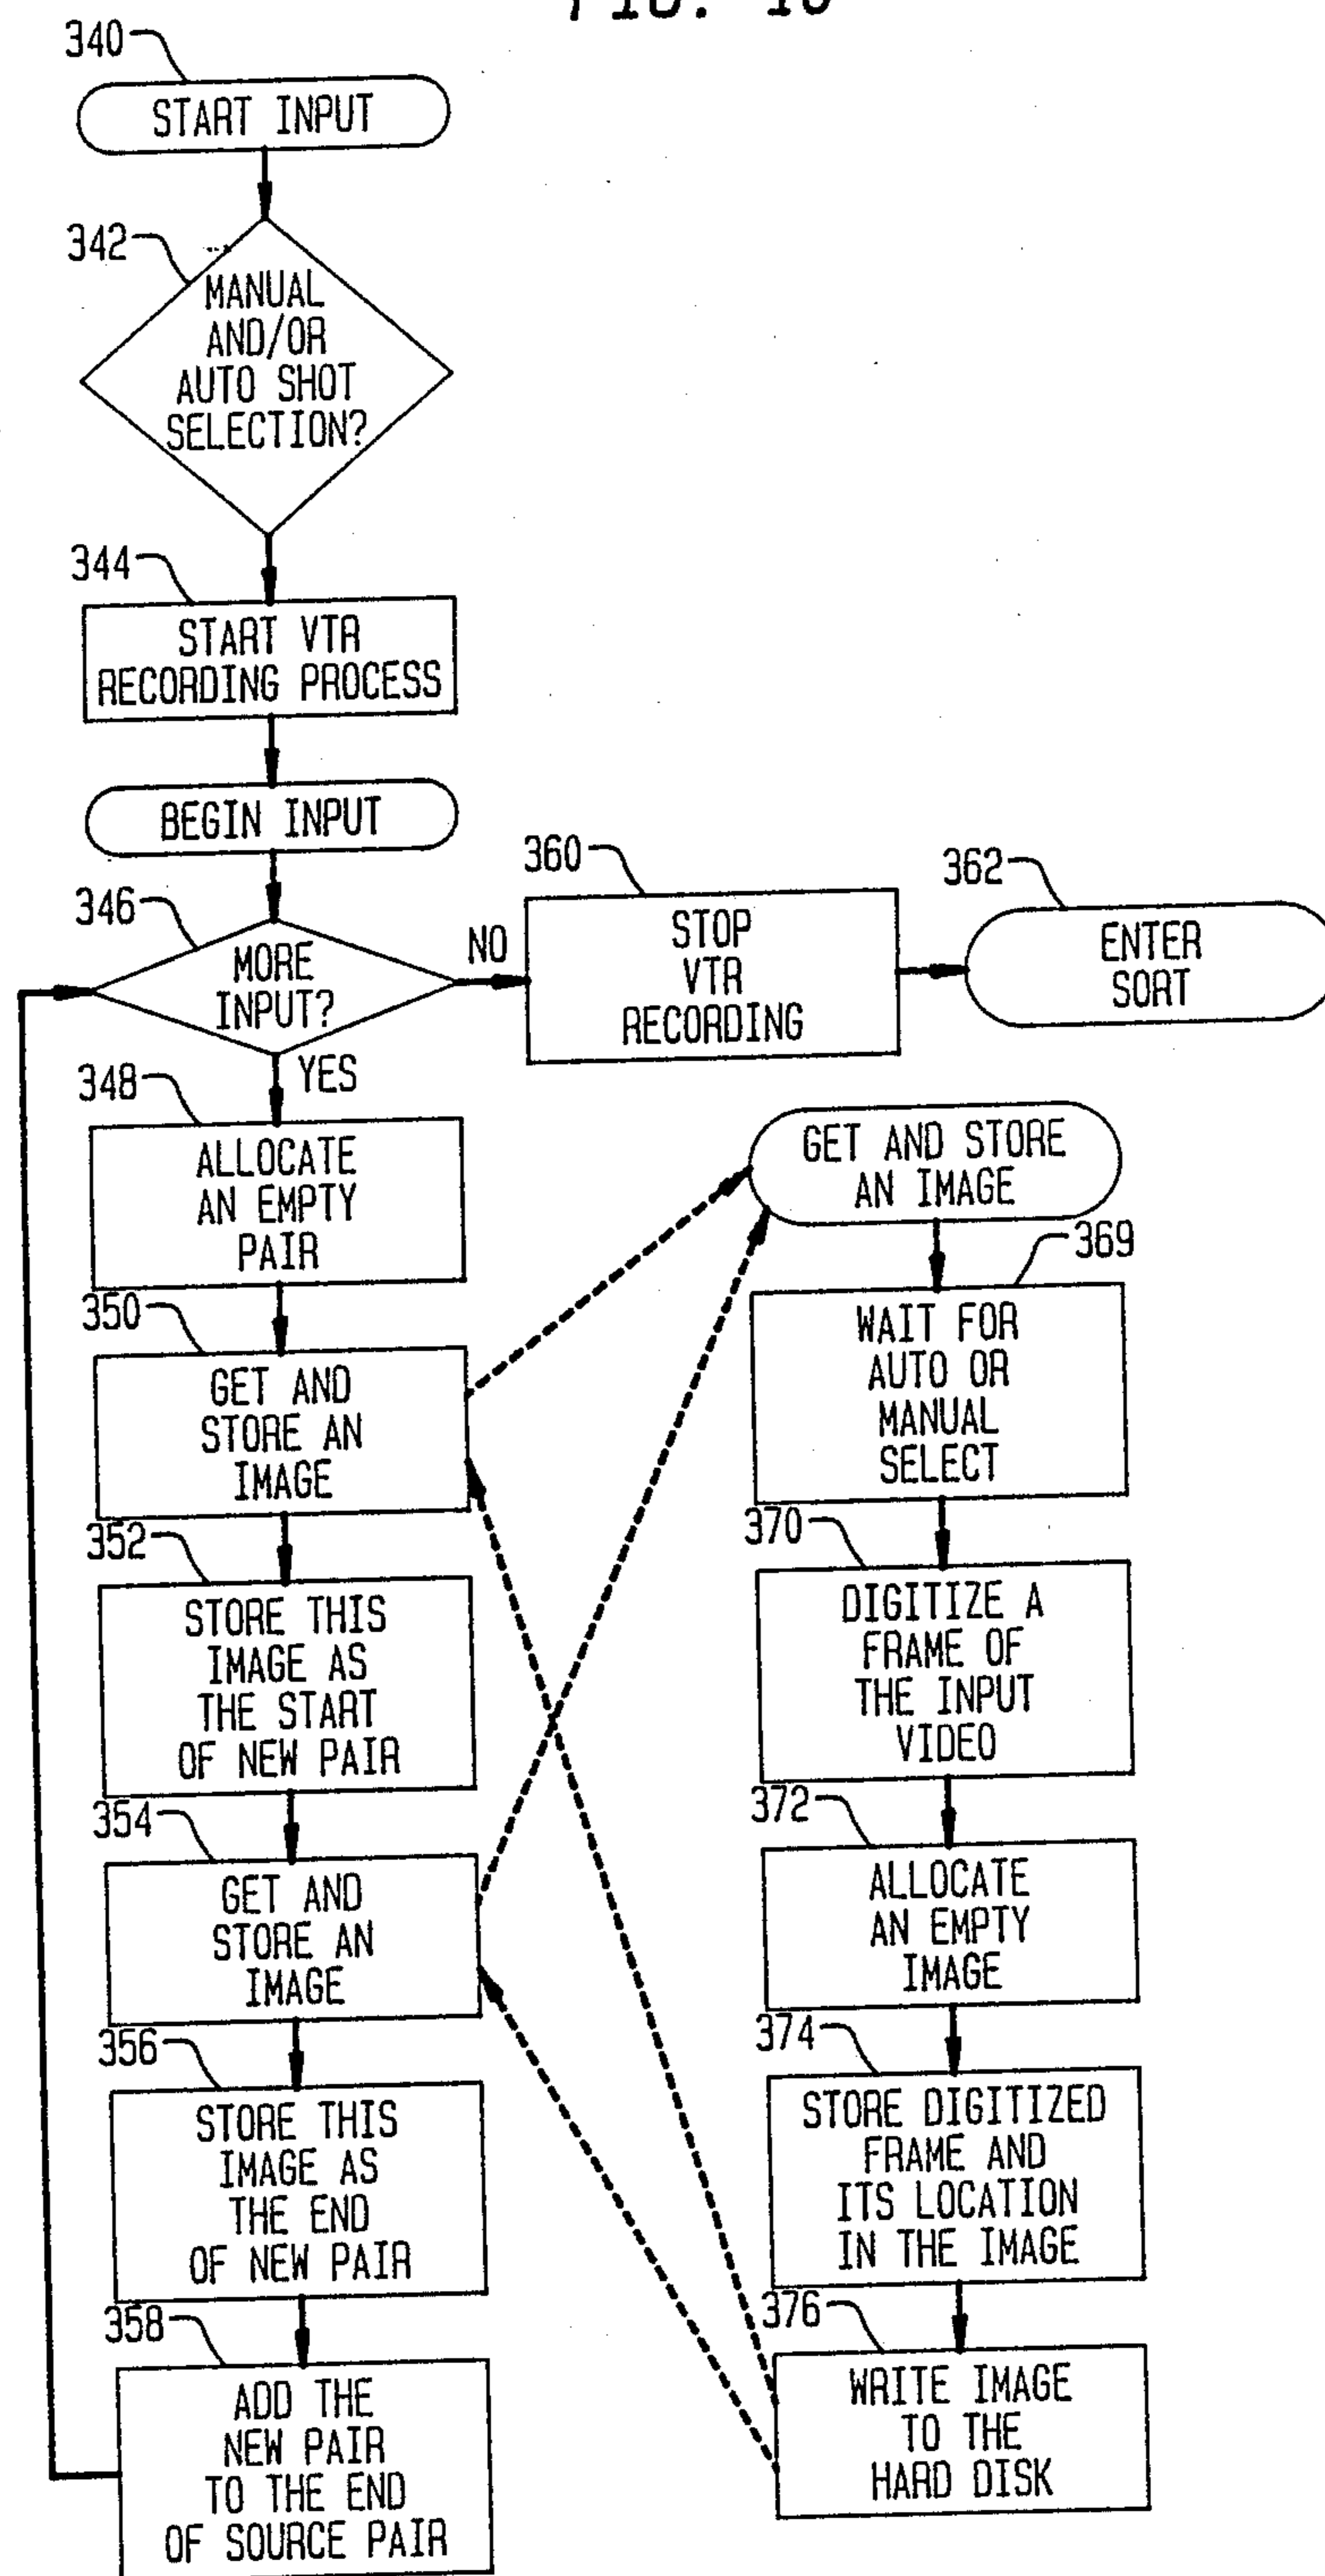 FIG. 16
340
START INPUT
342
MANUAL
AND/OR
AUTO SHOT
SELECTION?
344
START VTR
RECORDING PROCESS
BEGIN INPUT
346
MORE
INPUT?
NO
360
STOP
VTR
RECORDING
362
ENTER
SORT
YES
348
ALLOCATE
AN EMPTY
PAIR
350
GET AND
STORE AN
IMAGE
352
STORE THIS
IMAGE AS
THE START
OF NEW PAIR
354
GET AND
STORE AN
IMAGE
356
STORE THIS
IMAGE AS
THE END
OF NEW PAIR
358
ADD THE
NEW PAIR
TO THE END
OF SOURCE PAIR
GET AND STORE
AN IMAGE
369
WAIT FOR
AUTO OR
MANUAL
SELECT
370
DIGITIZE A
FRAME OF
THE INPUT
VIDEO
372
ALLOCATE
AN EMPTY
IMAGE
374
STORE DIGITIZED
FRAME AND
ITS LOCATION
IN THE IMAGE
376
WRITE IMAGE
TO THE
HARD DISK